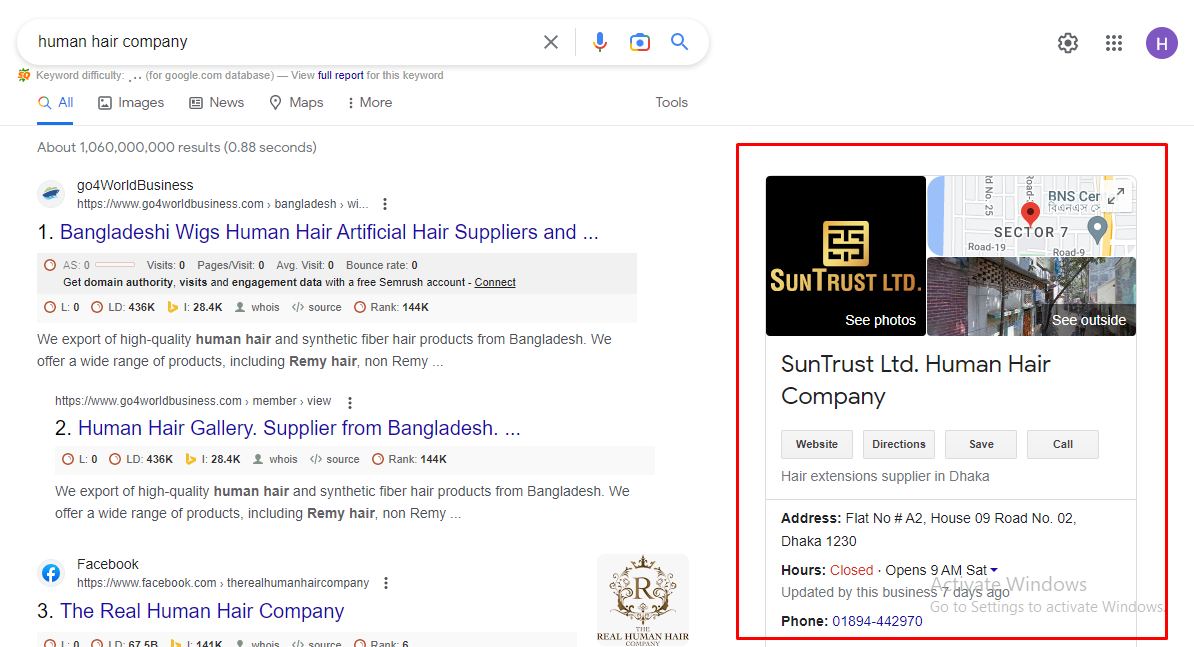 human hair company
H
Keyword difficulty: ... (for google.com database) — View full report for this keyword
All Images News Maps More Tools
About 1,060,000,000 results (0.88 seconds)
go4WorldBusiness
https://www.go4worldbusiness.com › bangladesh › wi...
1. Bangladeshi Wigs Human Hair Artificial Hair Suppliers and ...
AS: 0 Visits: 0 Pages/Visit: 0 Avg. Visit: 0 Bounce rate: 0
Get domain authority, visits and engagement data with a free Semrush account - Connect
L: 0 LD: 436K I: 28.4K whois source Rank: 144K
We export of high-quality human hair and synthetic fiber hair products from Bangladesh. We
offer a wide range of products, including Remy hair, non Remy ...
https://www.go4worldbusiness.com › member › view
2. Human Hair Gallery. Supplier from Bangladesh. ...
L: 0 LD: 436K I: 28.4K whois source Rank: 144K
We export of high-quality human hair and synthetic fiber hair products from Bangladesh. We
offer a wide range of products, including Remy hair, non Remy ...
Facebook
https://www.facebook.com › therealhumanhaircompany
3. The Real Human Hair Company
L: 0 LD: 67.5B I: 141K whois source Rank: 6
R
THE
REAL HUMAN HAIR
COMPANY
SUNTRUST LTD.
See photos
Rd No. 25
Road-
BNS Cer
SECTOR 7
Road-19
Road-9
See outside
SunTrust Ltd. Human Hair
Company
Website Directions Save Call
Hair extensions supplier in Dhaka
Address: Flat No # A2, House 09 Road No. 02,
Dhaka 1230
Hours: Closed · Opens 9 AM Sat
Updated by this business 7 days ago
Phone: 01894-442970
Activate Windows
Go to Settings to activate Windows.